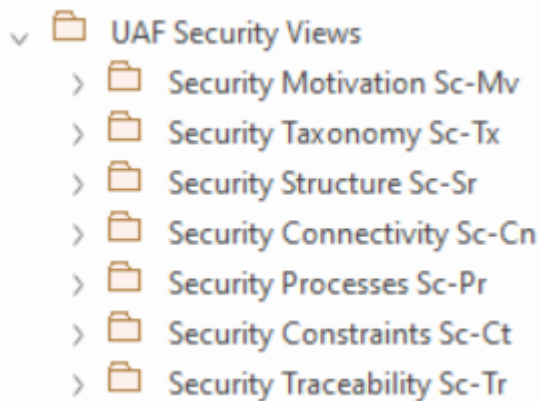 UAF Security Views
Security Motivation Sc-Mv
Security Taxonomy Sc-Tx
Security Structure Sc-Sr
Security Connectivity Sc-Cn
Security Processes Sc-Pr
Security Constraints Sc-Ct
Security Traceability Sc-Tr